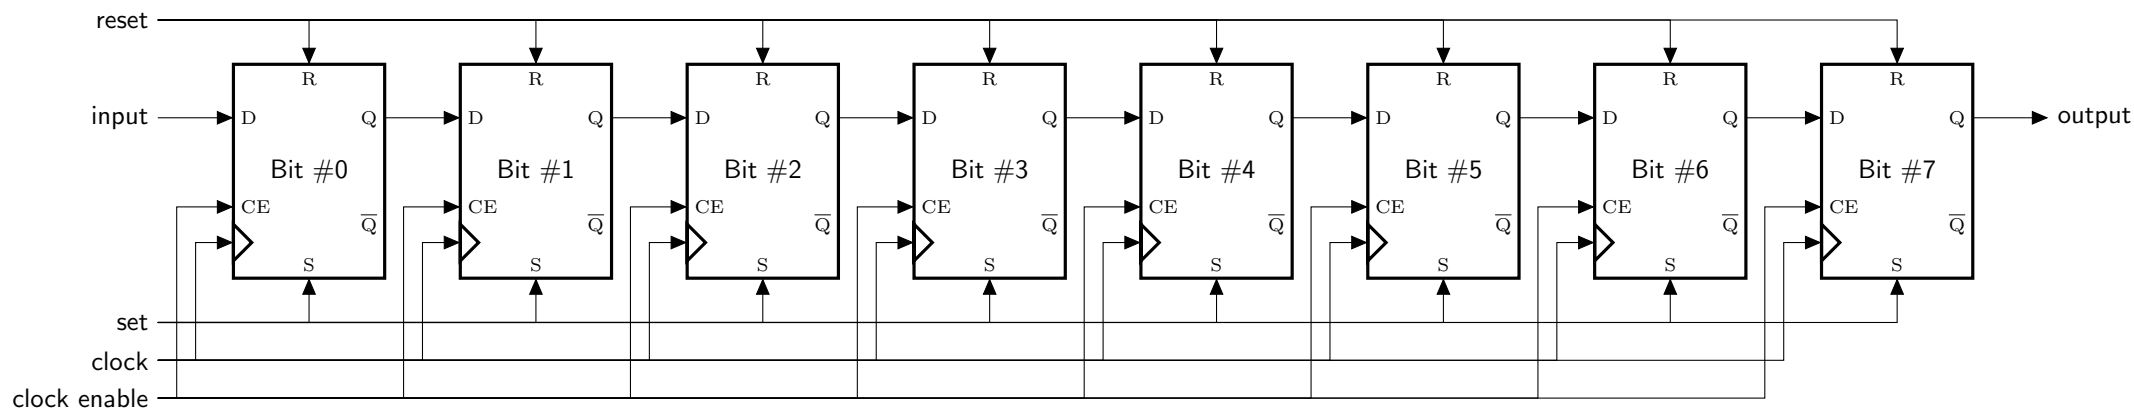 reset
R R R R R R R R
input D Q D Q D Q D Q D Q D Q D Q D Q output
Bit #0 Bit #1 Bit #2 Bit #3 Bit #4 Bit #5 Bit #6 Bit #7
CE CE CE CE CE CE CE CE
Q̅ Q̅ Q̅ Q̅ Q̅ Q̅ Q̅ Q̅
S S S S S S S S
set
clock
clock enable